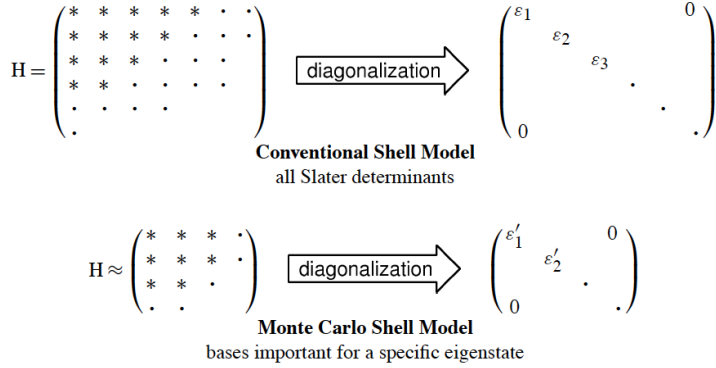 * * * * * · · ε₁ 0
* * * * * · · ε₂
H = * * * · · · diagonalization ε₃
* * · · · · ·
· · · · ·
· 0 ·
Conventional Shell Model
all Slater determinants
* * * · ε′₁ 0
H ≈ * * * · diagonalization ε′₂
* * · ·
· · 0 ·
Monte Carlo Shell Model
bases important for a specific eigenstate